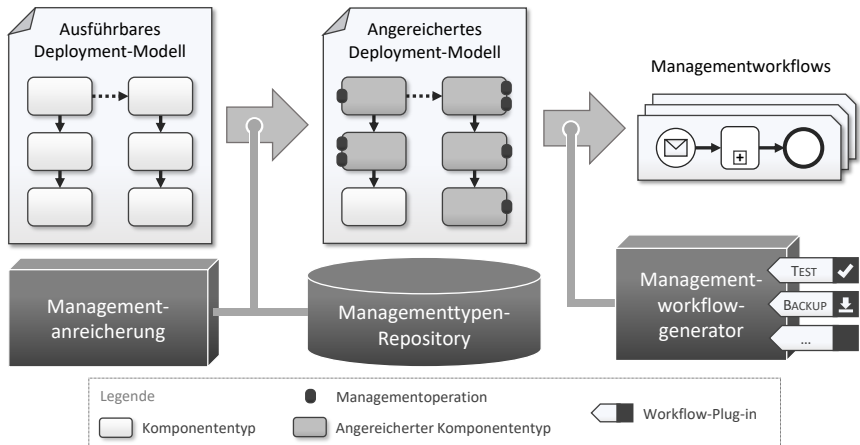 Ausführbares
Deployment-Modell
Angereichertes
Deployment-Modell
Managementworkflows
Management-
anreicherung
Managementtypen-
Repository
Management-
workflow-
generator
TEST
BACKUP
...
Legende
Managementoperation
Komponententyp
Angereicherter Komponententyp
Workflow-Plug-in